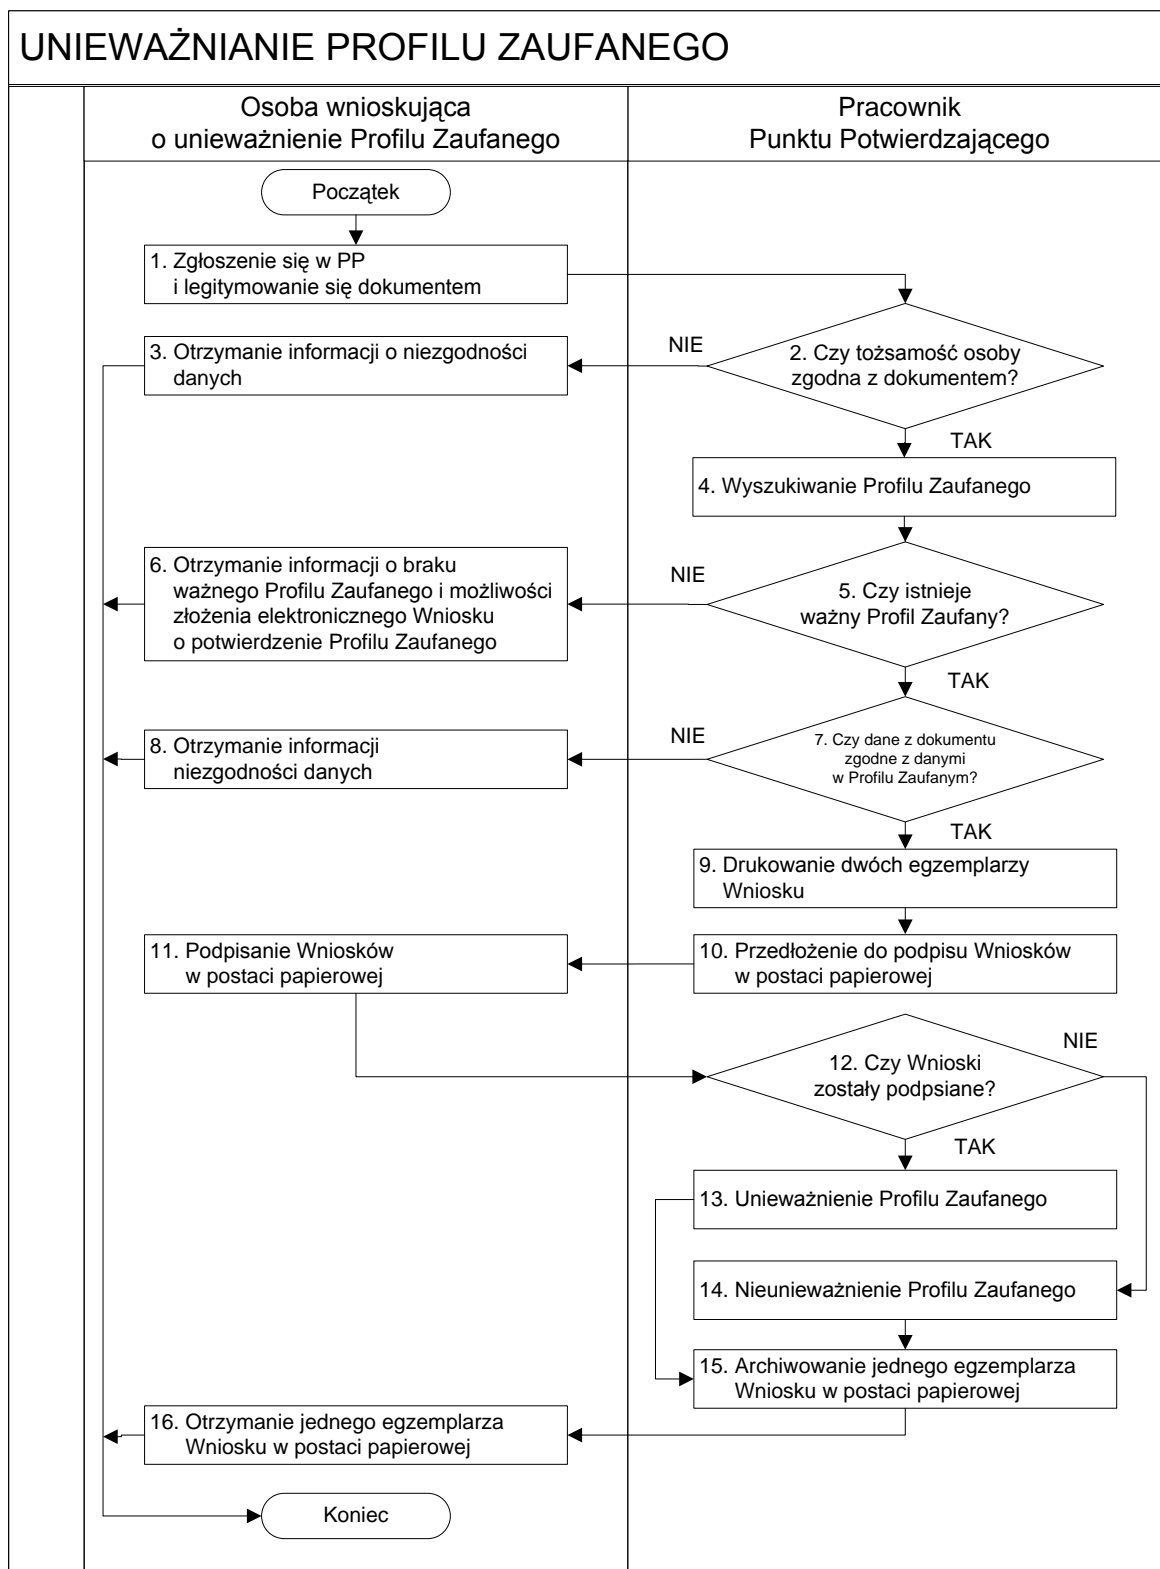 UNIEWAŻNIANIE PROFILU ZAUFANEGO
Osoba wnioskująca
o unieważnienie Profilu Zaufanego
Pracownik
Punktu Potwierdzającego
Początek
1. Zgłoszenie się w PP
i legitymowanie się dokumentem
2. Czy tożsamość osoby
zgodna z dokumentem?
NIE
3. Otrzymanie informacji o niezgodności
danych
TAK
4. Wyszukiwanie Profilu Zaufanego
5. Czy istnieje
ważny Profil Zaufany?
NIE
6. Otrzymanie informacji o braku
ważnego Profilu Zaufanego i możliwości
złożenia elektronicznego Wniosku
o potwierdzenie Profilu Zaufanego
TAK
7. Czy dane z dokumentu
zgodne z danymi
w Profilu Zaufanym?
NIE
8. Otrzymanie informacji
niezgodności danych
TAK
9. Drukowanie dwóch egzemplarzy
Wniosku
10. Przedłożenie do podpisu Wniosków
w postaci papierowej
11. Podpisanie Wniosków
w postaci papierowej
12. Czy Wnioski
zostały podpsiane?
NIE
TAK
13. Unieważnienie Profilu Zaufanego
14. Nieunieważnienie Profilu Zaufanego
15. Archiwowanie jednego egzemplarza
Wniosku w postaci papierowej
16. Otrzymanie jednego egzemplarza
Wniosku w postaci papierowej
Koniec